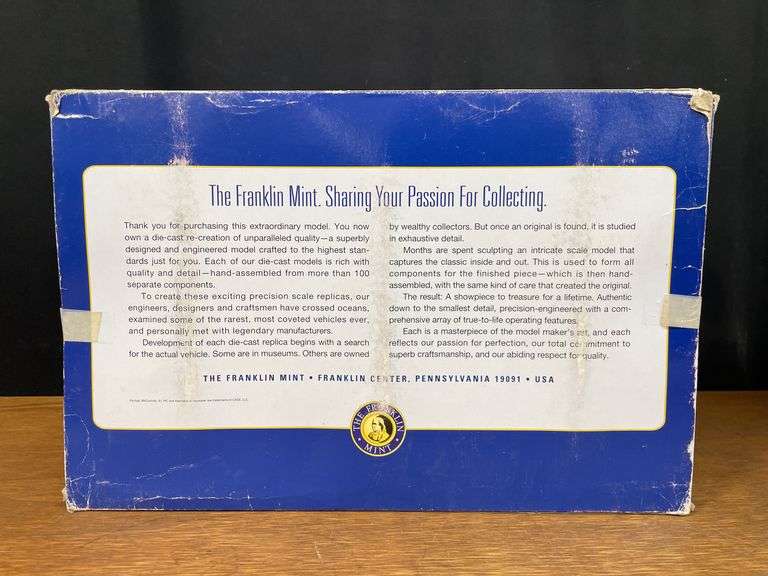 The Franklin Mint. Sharing Your Passion For Collecting.
Thank you for purchasing this extraordinary model. You now
own a die-cast re-creation of unparalleled quality—a superbly
designed and engineered model crafted to the highest stan-
dards just for you. Each of our die-cast models is rich with
quality and detail—hand-assembled from more than 100
separate components.
To create these exciting precision scale replicas, our
engineers, designers and craftsmen have crossed oceans,
examined some of the rarest, most coveted vehicles ever,
and personally met with legendary manufacturers.
Development of each die-cast replica begins with a search
for the actual vehicle. Some are in museums. Others are owned
by wealthy collectors. But once an original is found, it is studied
in exhaustive detail.
Months are spent sculpting an intricate scale model that
captures the classic inside and out. This is used to form all
components for the finished piece—which is then hand-
assembled, with the same kind of care that created the original.
The result: A showpiece to treasure for a lifetime. Authentic
down to the smallest detail, precision-engineered with a com-
prehensive array of true-to-life operating features.
Each is a masterpiece of the model maker's art, and each
reflects our passion for perfection, our total commitment to
superb craftsmanship, and our abiding respect for quality.
THE FRANKLIN MINT • FRANKLIN CENTER, PENNSYLVANIA 19091 • USA
THE FRANKLIN
MINT